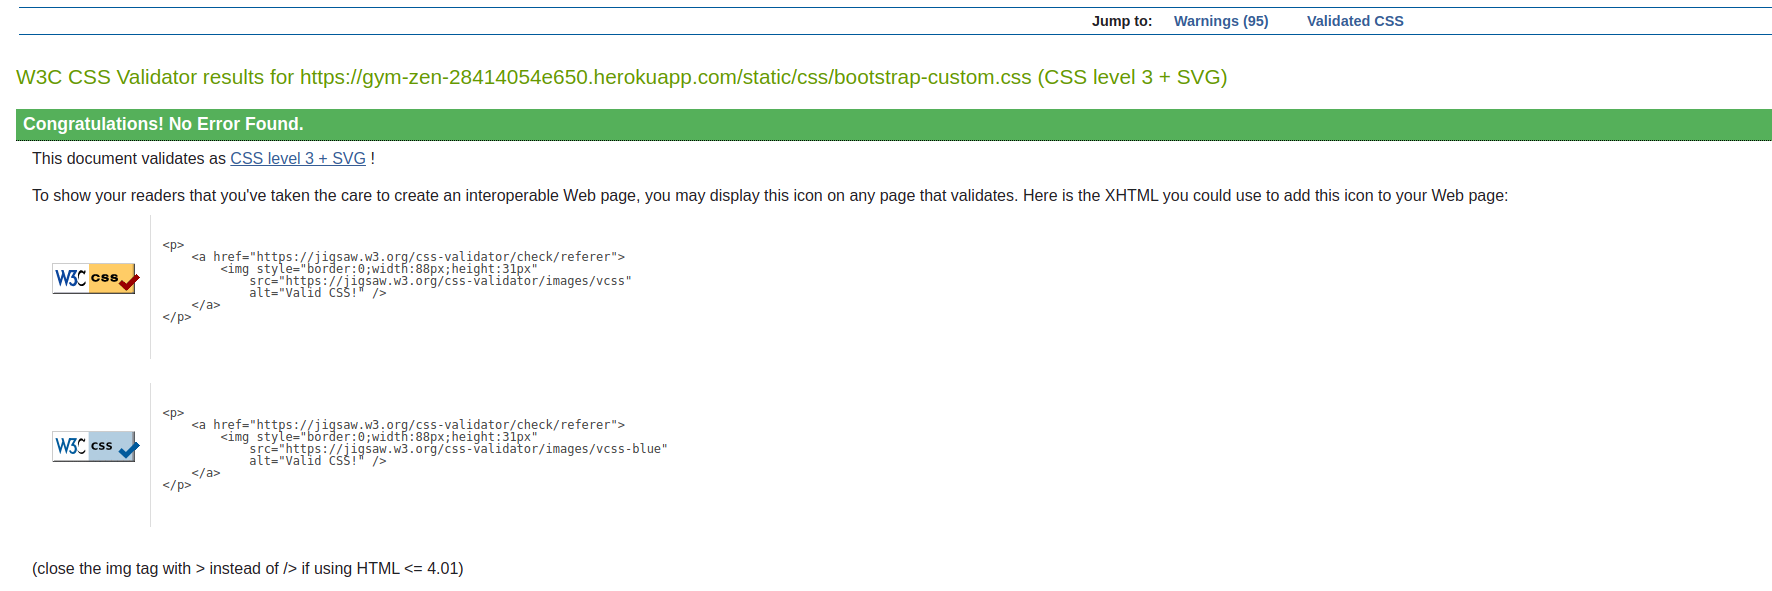 Jump to: Warnings (95) Validated CSS
W3C CSS Validator results for https://gym-zen-28414054e650.herokuapp.com/static/css/bootstrap-custom.css (CSS level 3 + SVG)
Congratulations! No Error Found.
This document validates as CSS level 3 + SVG !
To show your readers that you've taken the care to create an interoperable Web page, you may display this icon on any page that validates. Here is the XHTML you could use to add this icon to your Web page:
W3C css
<p>
<a href="https://jigsaw.w3.org/css-validator/check/referer">
<img style="border:0;width:88px;height:31px"
src="https://jigsaw.w3.org/css-validator/images/vcss"
alt="Valid CSS!" />
</a>
</p>
W3C css
<p>
<a href="https://jigsaw.w3.org/css-validator/check/referer">
<img style="border:0;width:88px;height:31px"
src="https://jigsaw.w3.org/css-validator/images/vcss-blue"
alt="Valid CSS!" />
</a>
</p>
(close the img tag with > instead of /> if using HTML <= 4.01)